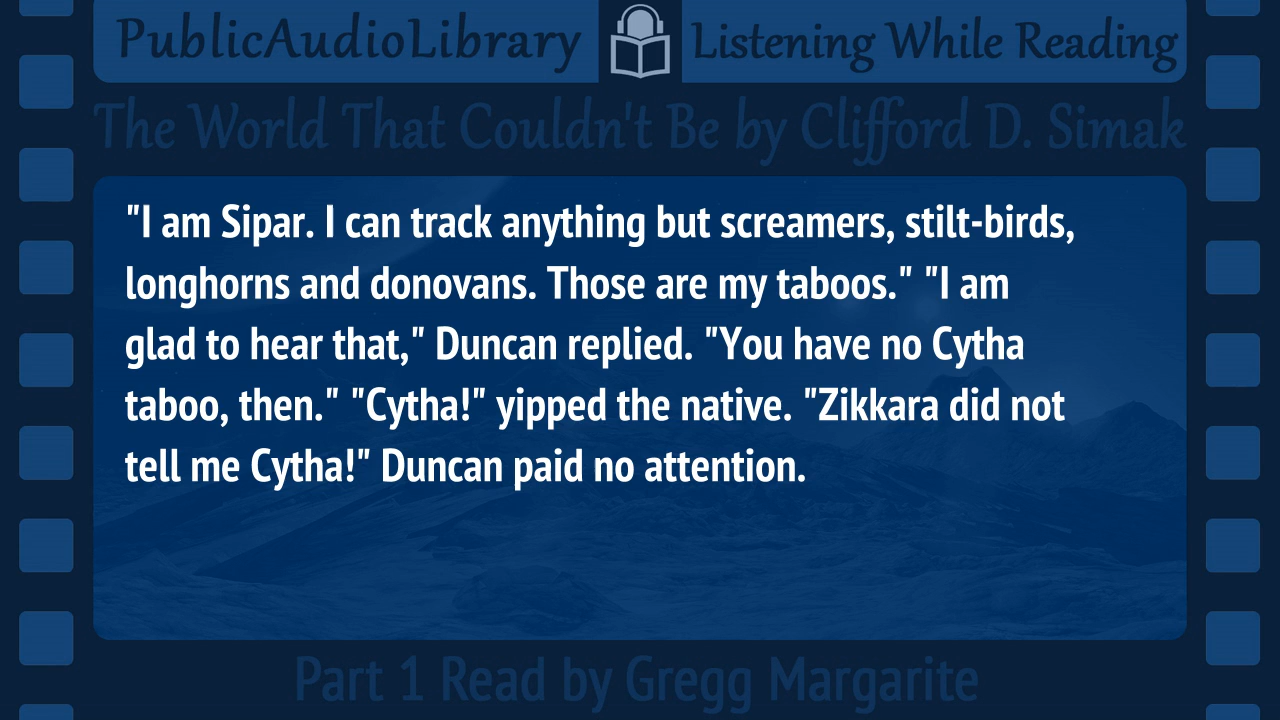 PublicAudioLibrary Listening While Reading
The World That Couldn't Be by Clifford D. Simak
"I am Sipar. I can track anything but screamers, stilt-birds,
longhorns and donovans. Those are my taboos." "I am
glad to hear that," Duncan replied. "You have no Cytha
taboo, then." "Cytha!" yipped the native. "Zikkara did not
tell me Cytha!" Duncan paid no attention.
Part 1 Read by Gregg Margarite